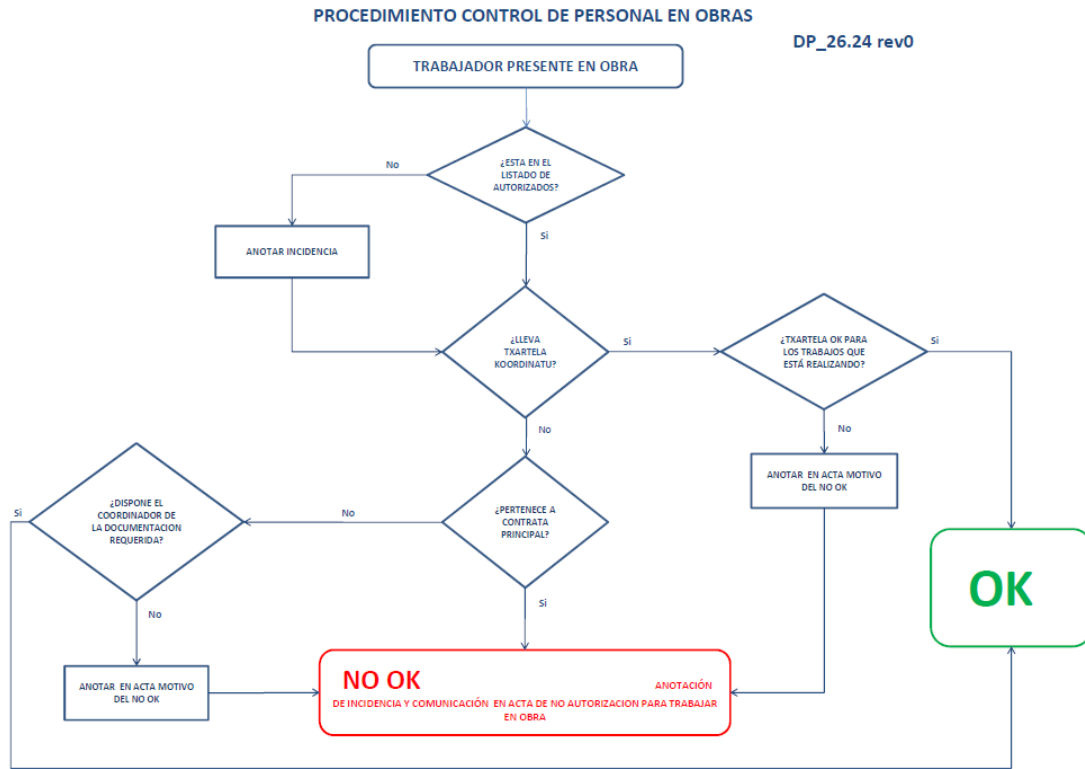 PROCEDIMIENTO CONTROL DE PERSONAL EN OBRAS
DP_26.24 rev0
TRABAJADOR PRESENTE EN OBRA
¿ESTA EN EL
LISTADO DE
AUTORIZADOS?
No
Si
ANOTAR INCIDENCIA
¿LLEVA
TXARTELA
KOORDINATU?
Si
No
¿TXARTELA OK PARA
LOS TRABAJOS QUE
ESTÁ REALIZANDO?
Si
No
ANOTAR EN ACTA MOTIVO
DEL NO OK
¿PERTENECE A
CONTRATA
PRINCIPAL?
No
Si
¿DISPONE EL
COORDINADOR DE
LA DOCUMENTACION
REQUERIDA?
Si
No
ANOTAR EN ACTA MOTIVO
DEL NO OK
OK
NO OK ANOTACIÓN
DE INCIDENCIA Y COMUNICACIÓN EN ACTA DE NO AUTORIZACION PARA TRABAJAR
EN OBRA